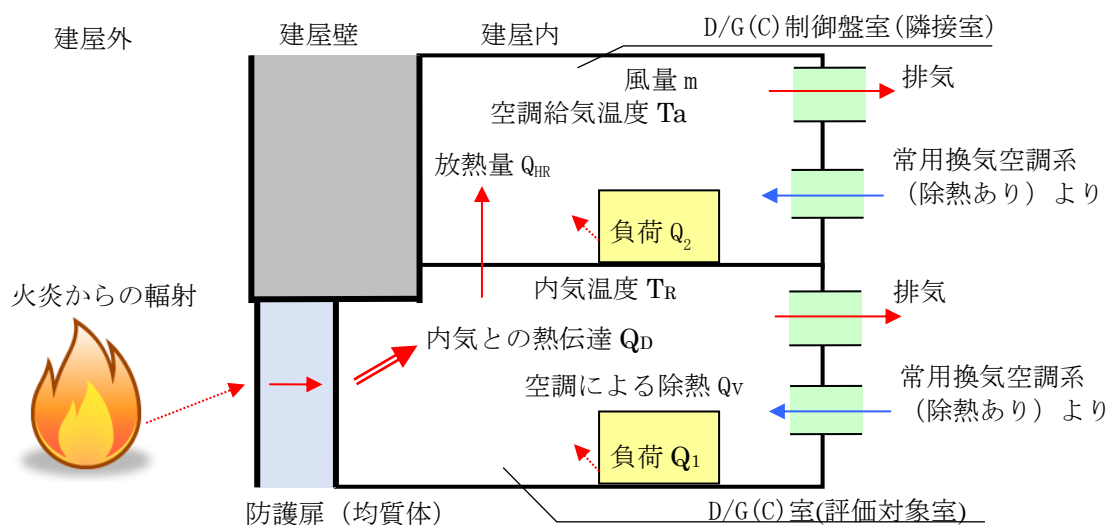 建屋外
建屋壁
建屋内
D/G(C)制御盤室(隣接室)
風量 m
空調給気温度 Ta
排気
放熱量 QHR
常用換気空調系
（除熱あり）より
負荷 Q2
火炎からの輻射
内気温度 TR
排気
内気との熱伝達 QD
空調による除熱 Qv
常用換気空調系
（除熱あり）より
負荷 Q1
防護扉（均質体）
D/G(C)室(評価対象室)